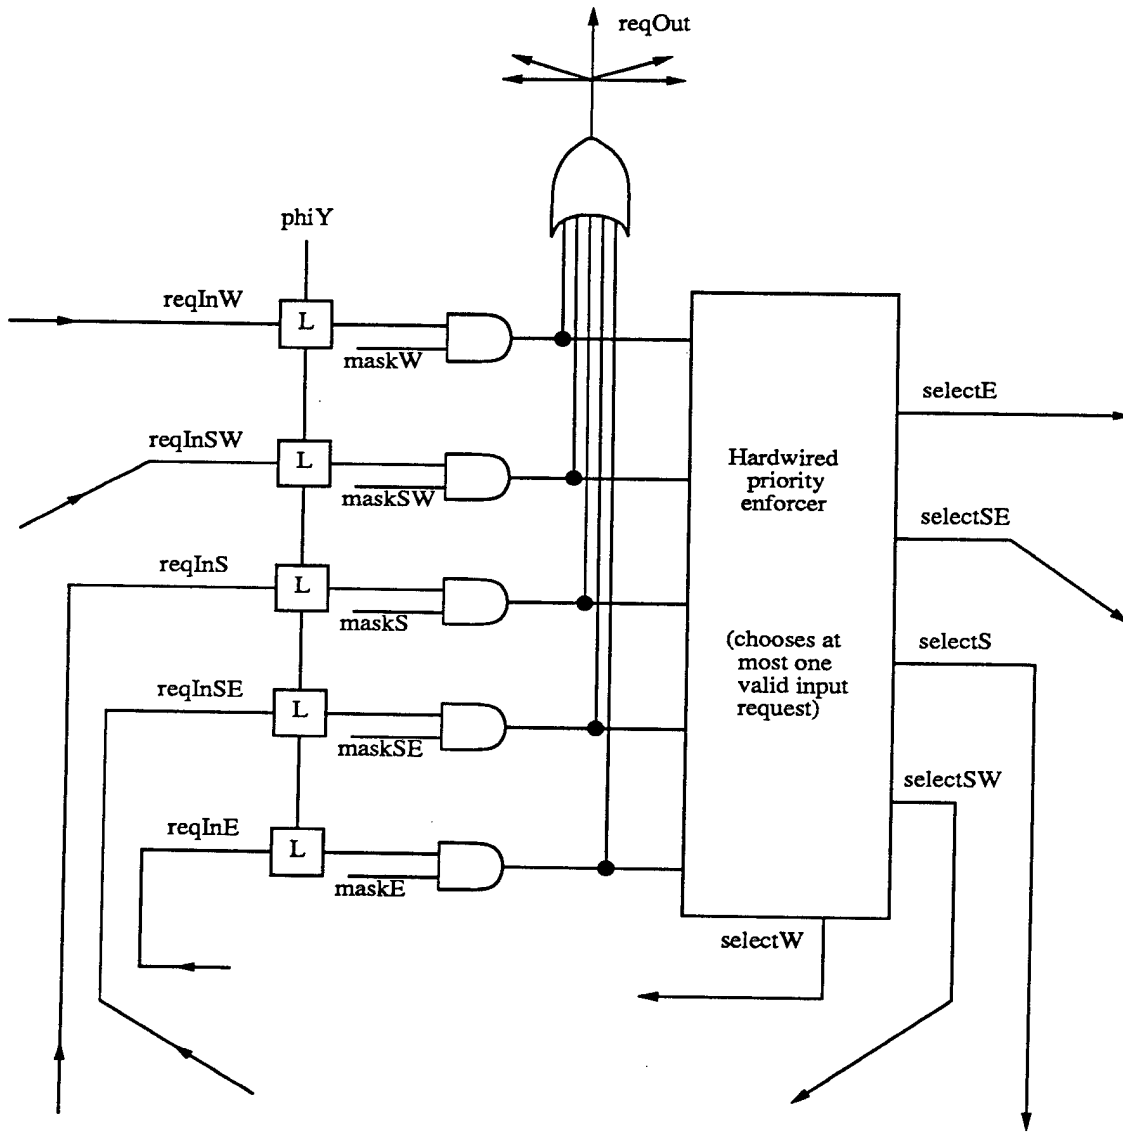 reqOut
phiY
reqInW
L
maskW
selectE
reqInSW
L
maskSW
Hardwired
priority
enforcer
selectSE
reqInS
L
maskS
(chooses at
most one
valid input
request)
selectS
reqInSE
L
maskSE
selectSW
reqInE
L
maskE
selectW